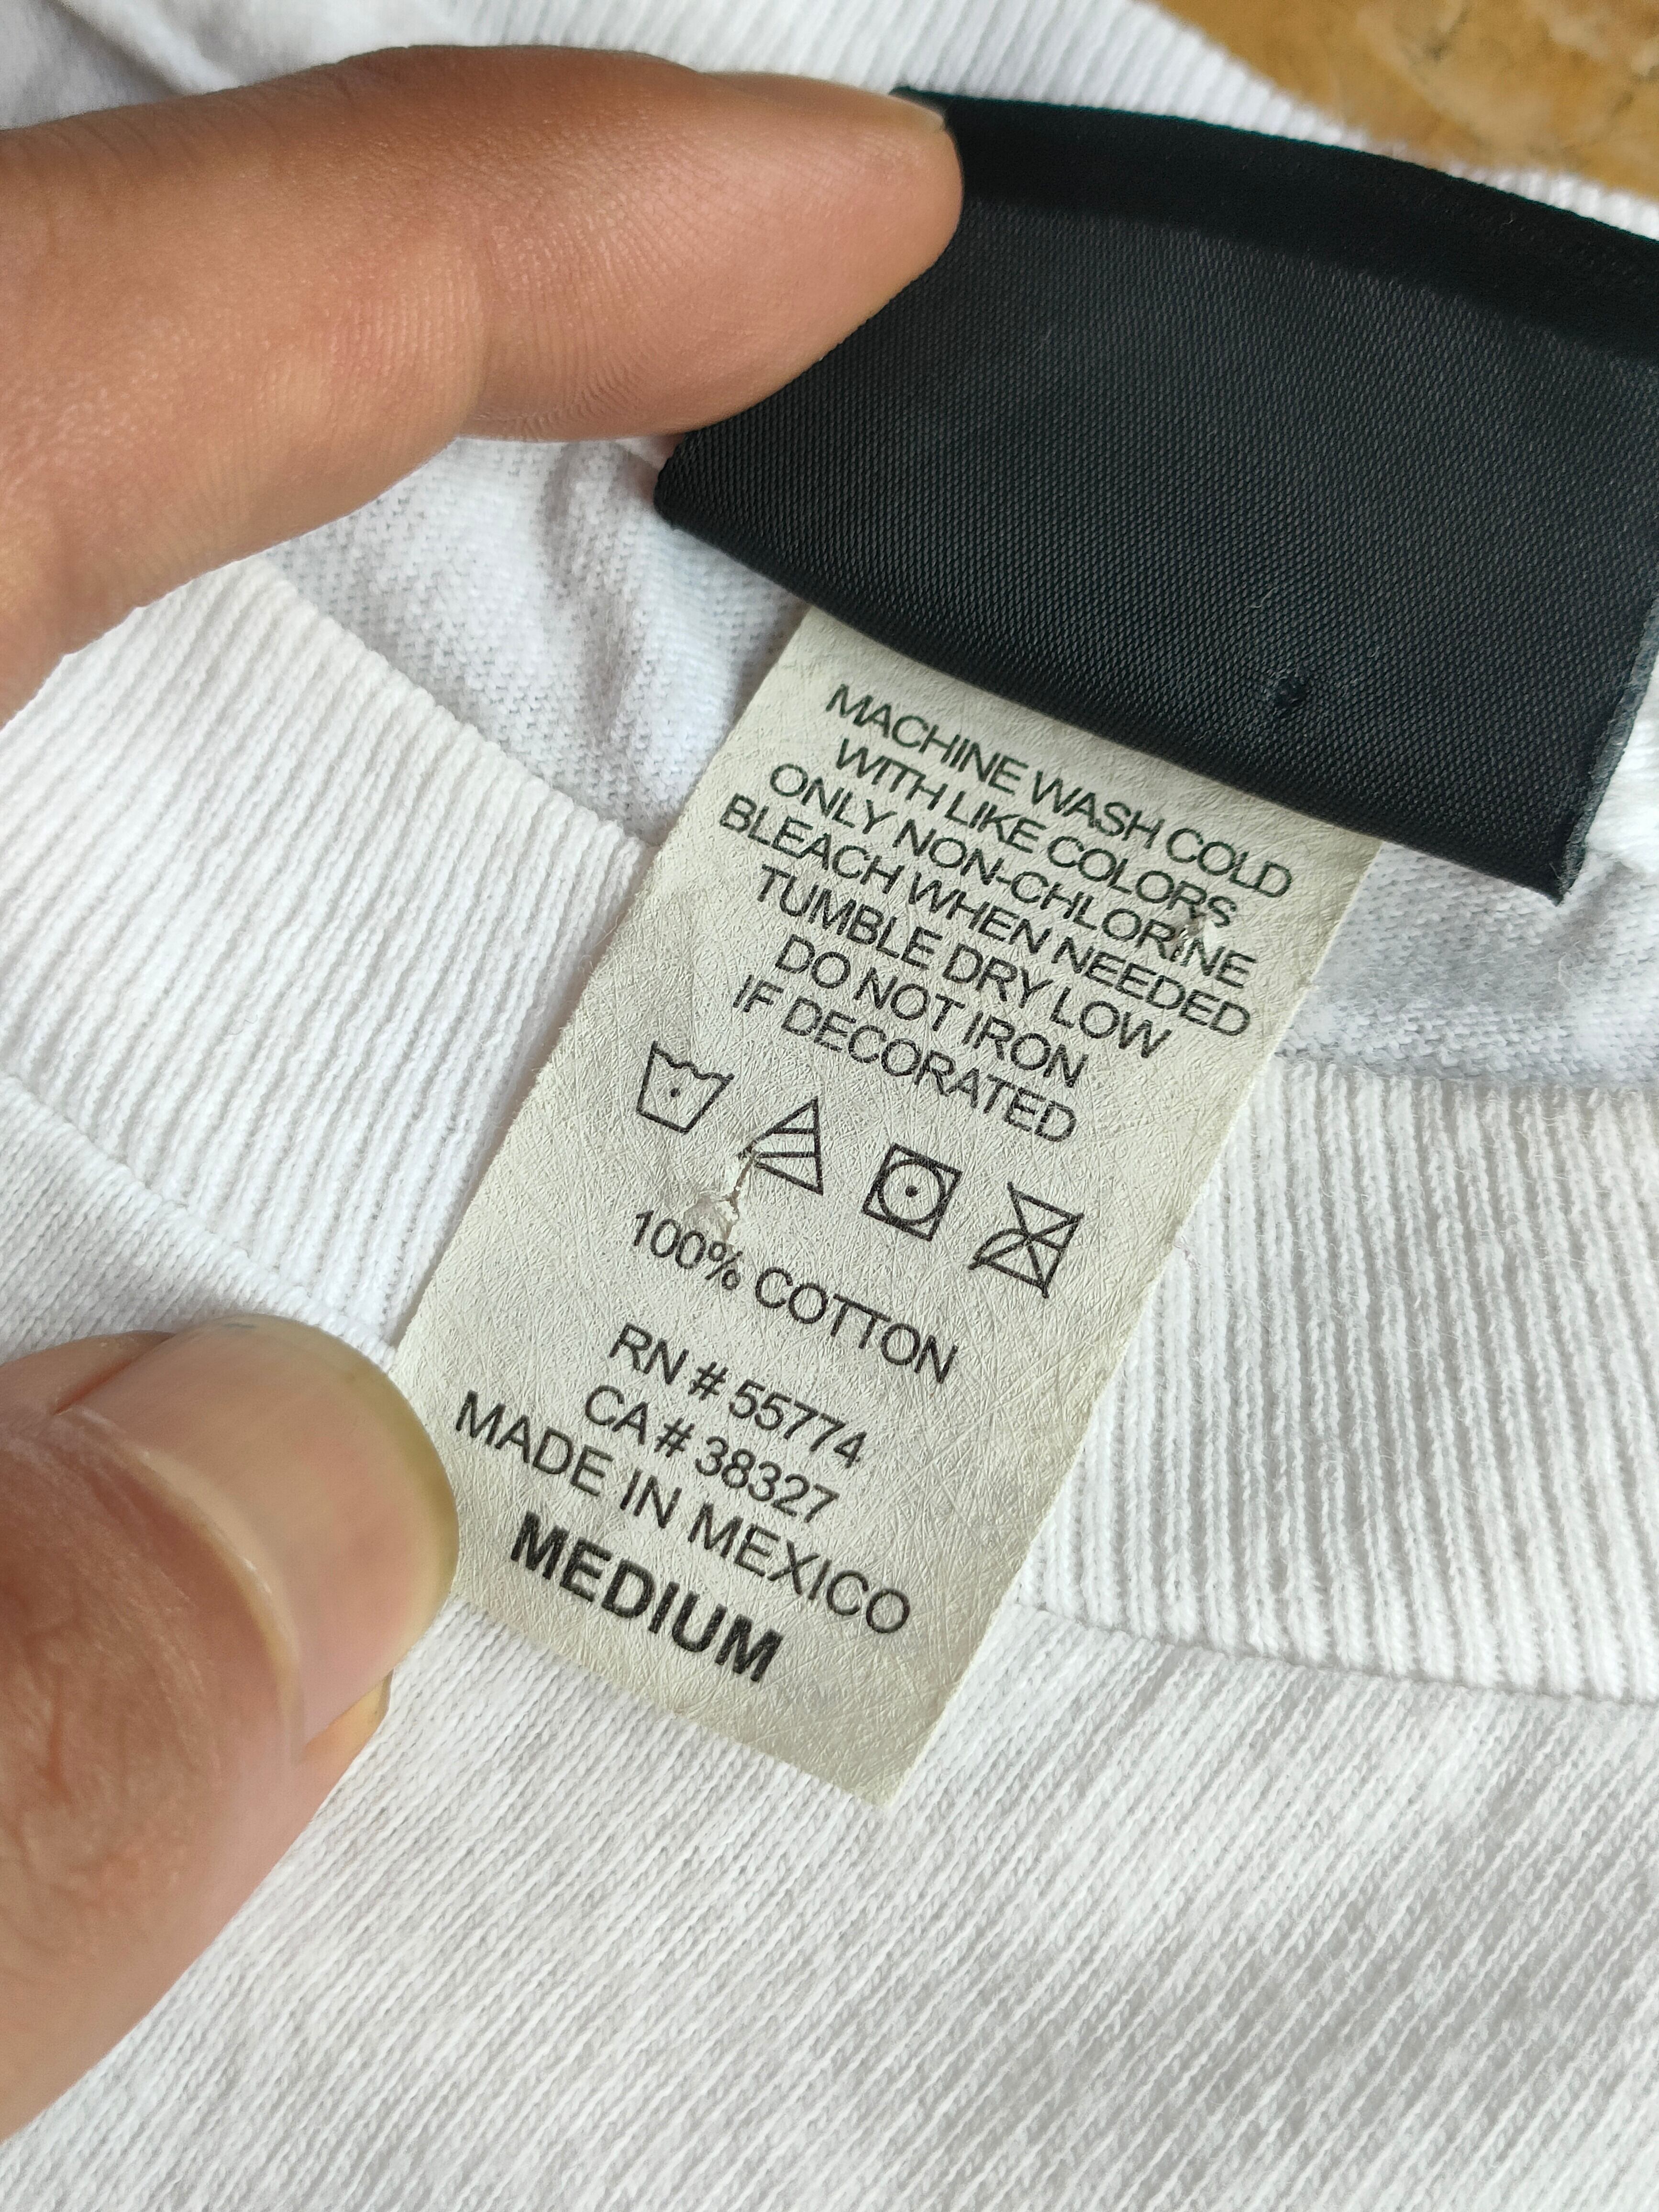 MACHINE WASH COLD
WITH LIKE COLORS
ONLY NON-CHLORINE
BLEACH WHEN NEEDED
TUMBLE DRY LOW
DO NOT IRON
IF DECORATED
100% COTTON
RN # 55774
CA # 38327
MADE IN MEXICO
MEDIUM